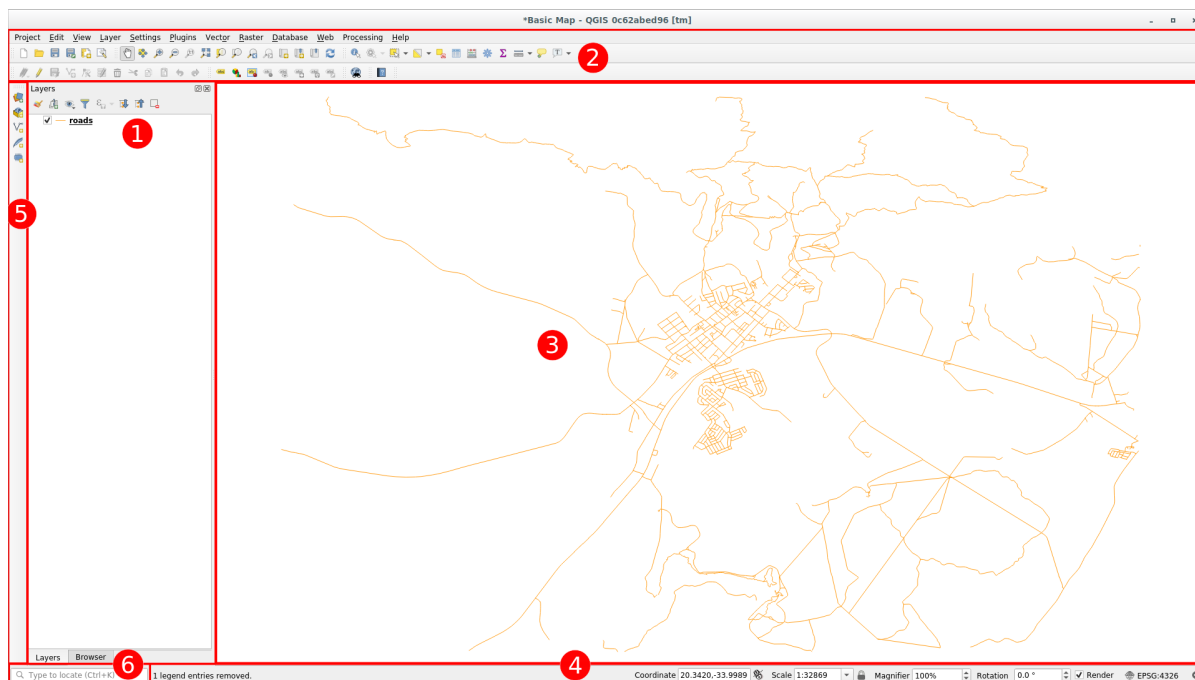 *Basic Map - QGIS 0c62abed96 [tm]
Project Edit View Layer Settings Plugins Vector Raster Database Web Processing Help
2
Layers
roads
1
5
3
Layers Browser
6
4
Type to locate (Ctrl+K) 1 legend entries removed. Coordinate 20.3420,-33.9989 Scale 1:32869 Magnifier 100% Rotation 0.0 ° Render EPSG:4326